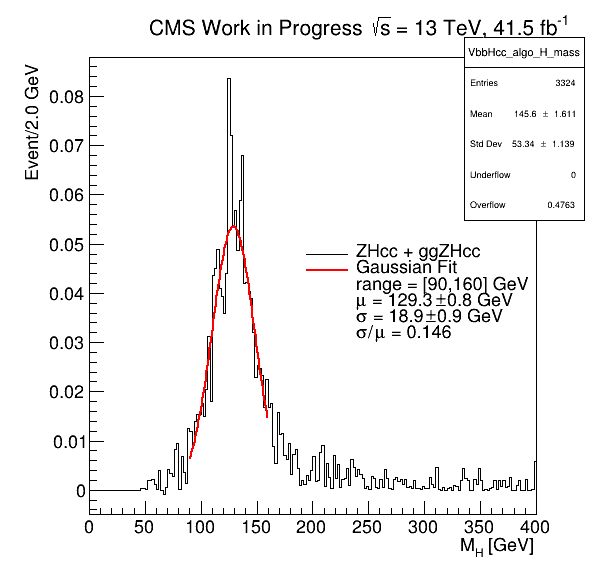 CMS Work in Progress √s = 13 TeV, 41.5 fb⁻¹
VbbHcc_algo_H_mass
Entries 3324
Mean 145.6 ± 1.611
Std Dev 53.34 ± 1.139
Underflow 0
Overflow 0.4763
Event/2.0 GeV
0.08
0.07
0.06
0.05
0.04
0.03
0.02
0.01
0
ZHcc + ggZHcc
Gaussian Fit
range = [90,160] GeV
μ = 129.3±0.8 GeV
σ = 18.9±0.9 GeV
σ/μ = 0.146
0 50 100 150 200 250 300 350 400
M_H [GeV]